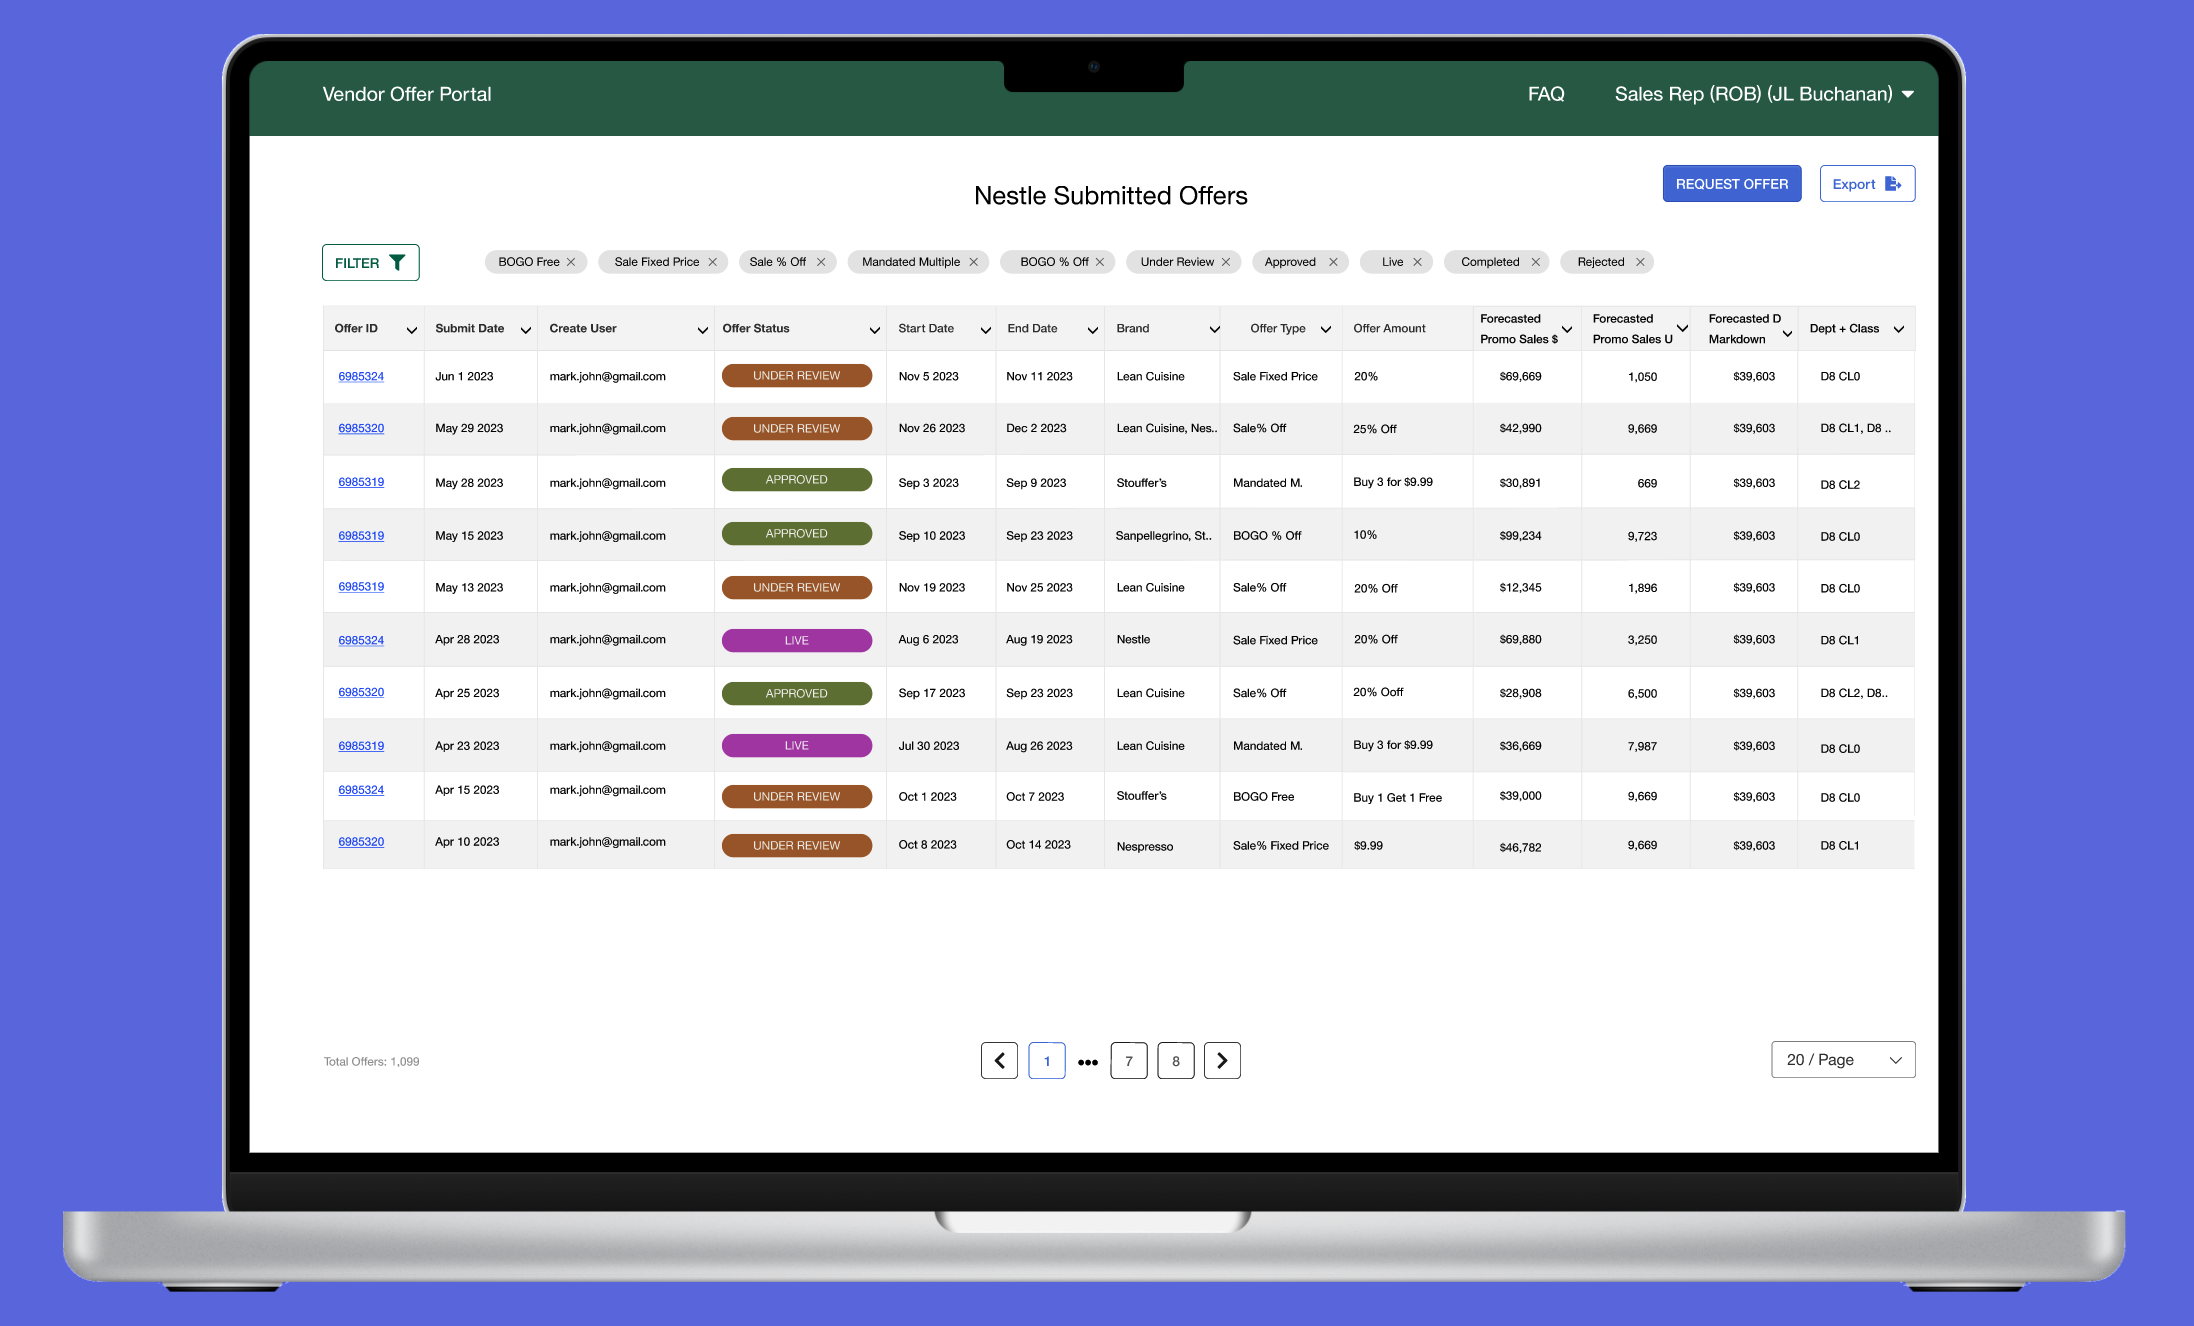 Vendor Offer Portal FAQ Sales Rep (ROB) (JL Buchanan)
Nestle Submitted Offers
REQUEST OFFER Export
FILTER BOGO Free Sale Fixed Price Sale % Off Mandated Multiple BOGO % Off Under Review Approved Live Completed Rejected
Offer ID Submit Date Create User Offer Status Start Date End Date Brand Offer Type Offer Amount Forecasted Promo Sales $ Forecasted Promo Sales U Forecasted D Markdown Dept + Class
6985324 Jun 1 2023 mark.john@gmail.com UNDER REVIEW Nov 5 2023 Nov 11 2023 Lean Cuisine Sale Fixed Price 20% $69,669 1,050 $39,603 D8 CL0
6985320 May 29 2023 mark.john@gmail.com UNDER REVIEW Nov 26 2023 Dec 2 2023 Lean Cuisine, Nes.. Sale% Off 25% Off $42,990 9,669 $39,603 D8 CL1, D8 ..
6985319 May 28 2023 mark.john@gmail.com APPROVED Sep 3 2023 Sep 9 2023 Stouffer's Mandated M. Buy 3 for $9.99 $30,891 669 $39,603 D8 CL2
6985319 May 15 2023 mark.john@gmail.com APPROVED Sep 10 2023 Sep 23 2023 Sanpellegrino, St.. BOGO % Off 10% $99,234 9,723 $39,603 D8 CL0
6985319 May 13 2023 mark.john@gmail.com UNDER REVIEW Nov 19 2023 Nov 25 2023 Lean Cuisine Sale% Off 20% Off $12,345 1,896 $39,603 D8 CL0
6985324 Apr 28 2023 mark.john@gmail.com LIVE Aug 6 2023 Aug 19 2023 Nestle Sale Fixed Price 20% Off $69,880 3,250 $39,603 D8 CL1
6985320 Apr 25 2023 mark.john@gmail.com APPROVED Sep 17 2023 Sep 23 2023 Lean Cuisine Sale% Off 20% Ooff $28,908 6,500 $39,603 D8 CL2, D8..
6985319 Apr 23 2023 mark.john@gmail.com LIVE Jul 30 2023 Aug 26 2023 Lean Cuisine Mandated M. Buy 3 for $9.99 $36,669 7,987 $39,603 D8 CL0
6985324 Apr 15 2023 mark.john@gmail.com UNDER REVIEW Oct 1 2023 Oct 7 2023 Stouffer's BOGO Free Buy 1 Get 1 Free $39,000 9,669 $39,603 D8 CL0
6985320 Apr 10 2023 mark.john@gmail.com UNDER REVIEW Oct 8 2023 Oct 14 2023 Nespresso Sale% Fixed Price $9.99 $46,782 9,669 $39,603 D8 CL1
Total Offers: 1,099 1 ••• 7 8 20 / Page